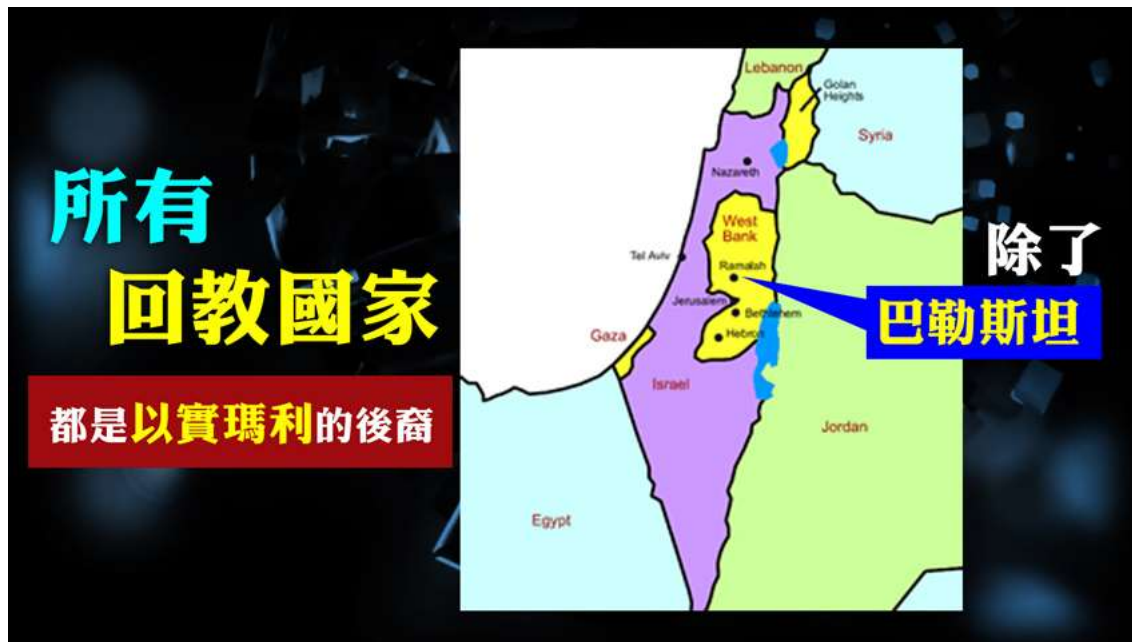 所有
回教國家
都是以實瑪利的後裔
除了
巴勒斯坦
Lebanon
Golan
Heights
Syria
Nazareth
West
Bank
Tel Aviv
Ramalah
Jerusalem
Bethlehem
Gaza
Hebron
Israel
Jordan
Egypt